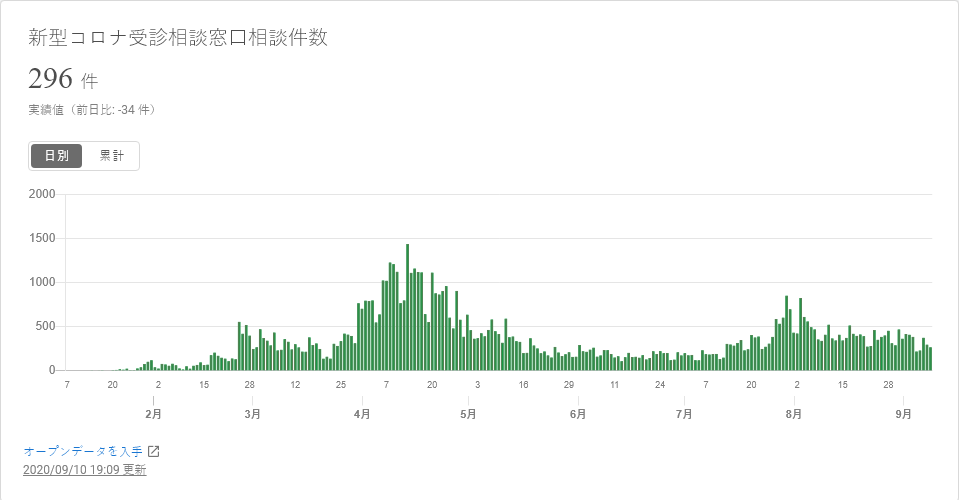 新型コロナ受診相談窓口相談件数
296 件
実績値（前日比: -34 件）
日別 累計
2000
1500
1000
500
0
7 20 2 15 28 12 25 7 20 3 16 29 11 24 7 20 2 15 28
2月 3月 4月 5月 6月 7月 8月 9月
オープンデータを入手
2020/09/10 19:09 更新